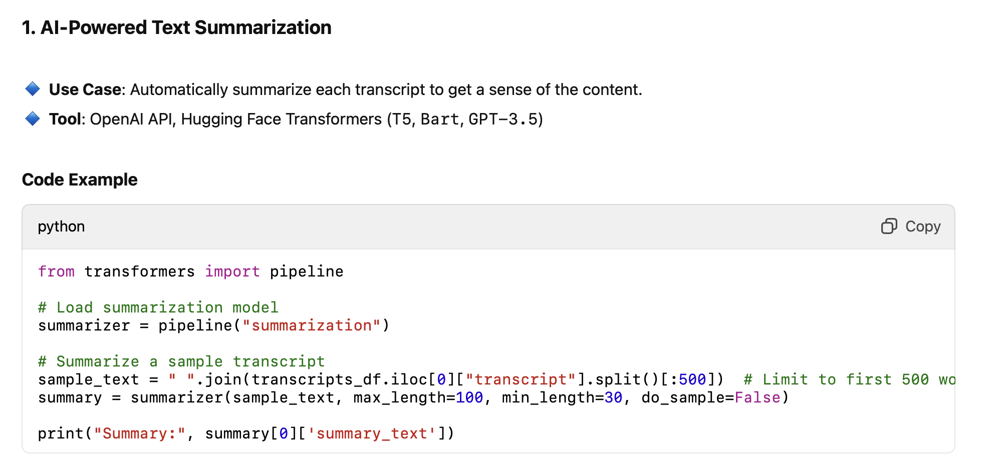 1. AI-Powered Text Summarization
Use Case: Automatically summarize each transcript to get a sense of the content.
Tool: OpenAI API, Hugging Face Transformers (T5, Bart, GPT-3.5)
Code Example
python
Copy
from transformers import pipeline
# Load summarization model
summarizer = pipeline("summarization")
# Summarize a sample transcript
sample_text = " ".join(transcripts_df.iloc[0]["transcript"].split()[:500])  # Limit to first 500 wo
summary = summarizer(sample_text, max_length=100, min_length=30, do_sample=False)
print("Summary:", summary[0]['summary_text'])